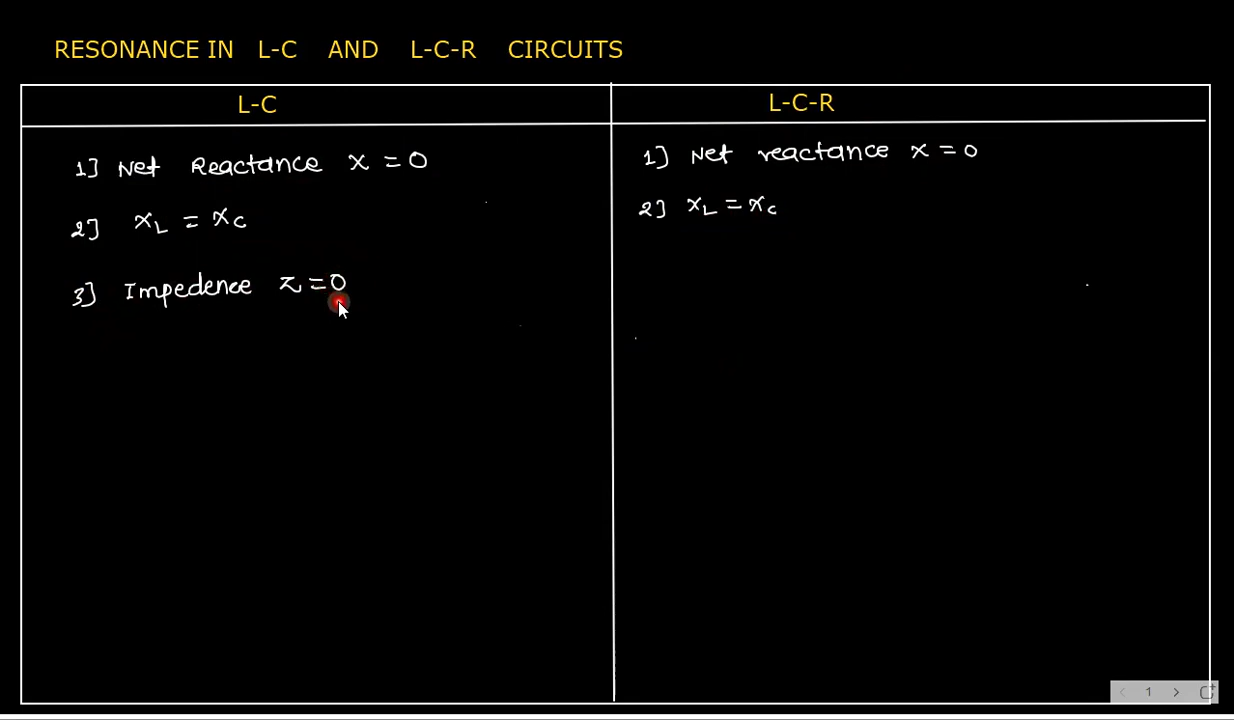 RESONANCE IN L-C AND L-C-R CIRCUITS
L-C
1] Net Reactance x = 0
2] xL = xC
3] Impedence z = 0
L-C-R
1] Net reactance x = 0
2] xL = xC
1